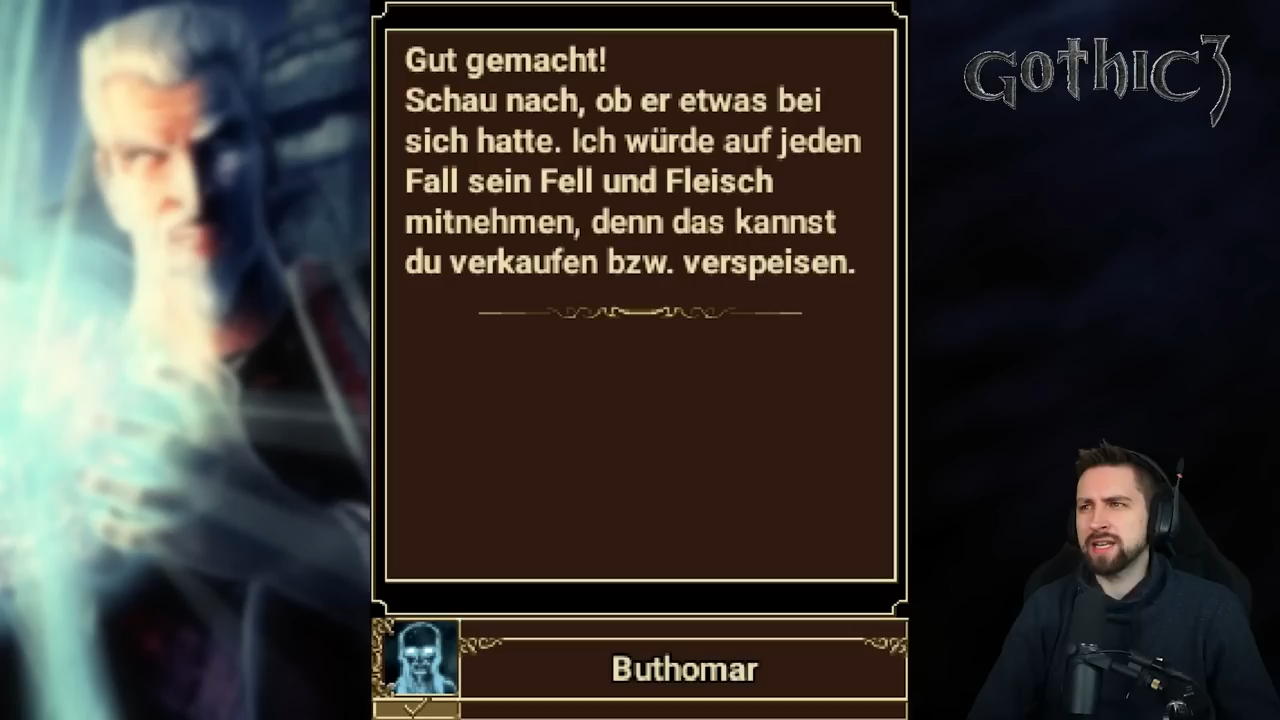 Gut gemacht!
Schau nach, ob er etwas bei
sich hatte. Ich würde auf jeden
Fall sein Fell und Fleisch
mitnehmen, denn das kannst
du verkaufen bzw. verspeisen.
Buthomar
GOTHIC 3